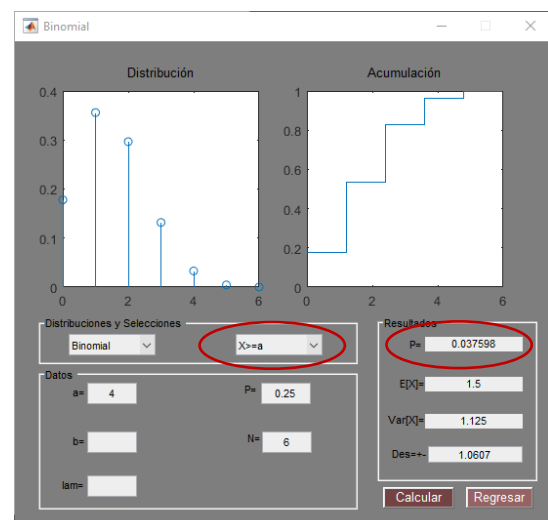 Binomial
Distribución
Acumulación
0.4
0.3
0.2
0.1
0
0 2 4 6
1
0.8
0.6
0.4
0.2
0
0 2 4 6
Distribuciones y Selecciones
Binomial
X>=a
Resultados
P= 0.037598
E[X]= 1.5
Var[X]= 1.125
Des=+- 1.0607
Datos
a= 4
P= 0.25
b=
N= 6
lam=
Calcular
Regresar